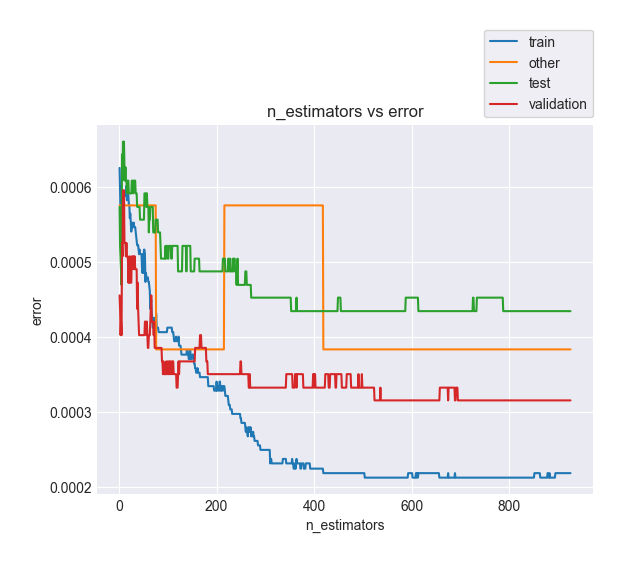 train
other
test
validation
n_estimators vs error
0.0006
0.0005
0.0004
0.0003
0.0002
error
0 200 400 600 800
n_estimators